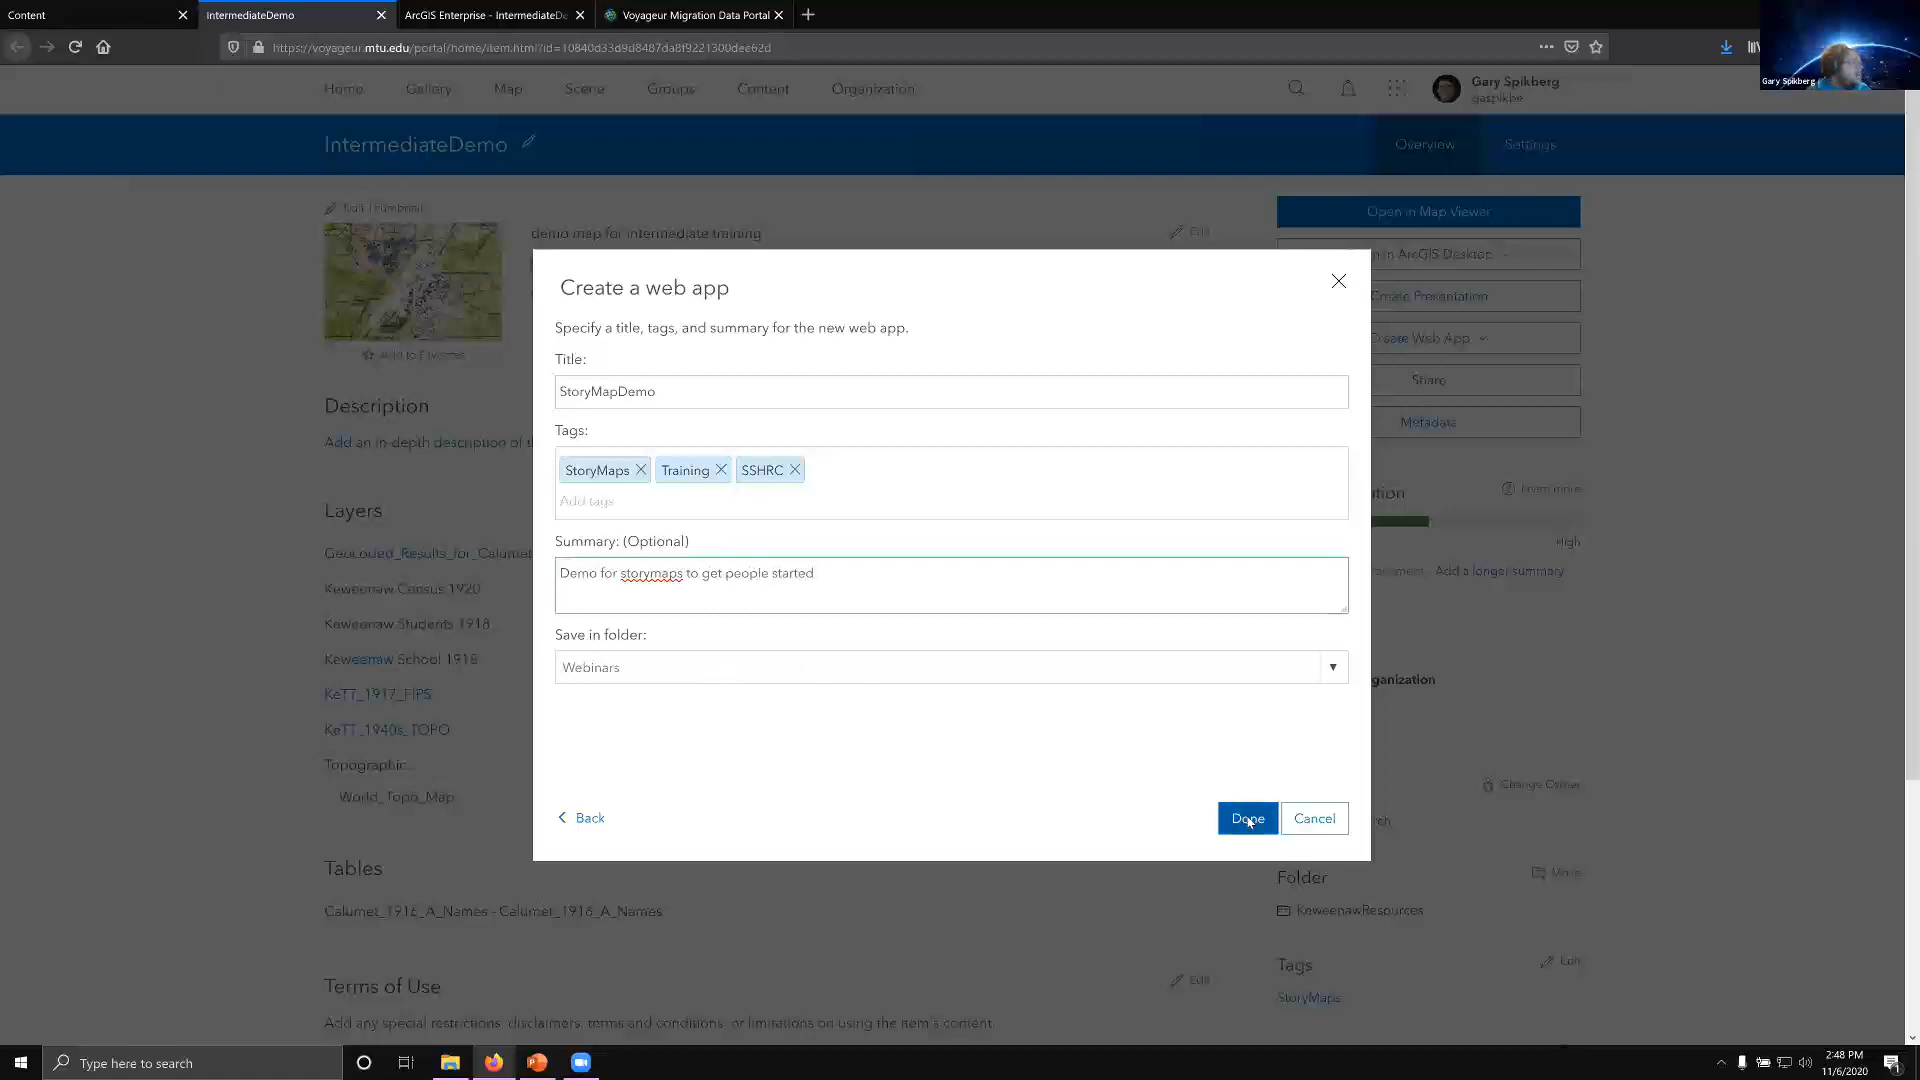 Content
IntermediateDemo
ArcGIS Enterprise - IntermediateDe
Voyageur Migration Data Portal
https://voyageur.mtu.edu/portal/home/item.html?id=10840d33d9d8487da8f9221300dee62d
Gary Spikberg
Home Gallery Map Scene Groups Content Organization
Gary Spikberg
gaspikbe
IntermediateDemo
Overview Settings
Edit Thumbnail
demo map for intermediate training
Edit
Open in Map Viewer
n in ArcGIS Desktop
Create Presentation
Create Web App
Share
Metadata
Add to Favorites
Create a web app
Specify a title, tags, and summary for the new web app.
Title:
StoryMapDemo
Tags:
StoryMaps Training SSHRC
Add tags
Summary: (Optional)
Demo for storymaps to get people started
Save in folder:
Webinars
Back
Done
Cancel
Description
Add an in-depth description of t
Layers
Geocoded_Results_for_Calumet
Keweenaw Census 1920
Keweenaw Students 1918
Keweenaw School 1918
KeTT_1917_FIPS
KeTT_1940s_TOPO
Topographic
World_Topo_Map
Tables
Calumet_1916_A_Names - Calumet_1916_A_Names
Terms of Use
Edit
Add any special restrictions, disclaimers, terms and conditions, or limitations on using the item's content
Learn more
High
Add a longer summary
ganization
Change Owner
Folder
Move
KeweenawResources
Tags
Edit
StoryMaps
Type here to search
2:48 PM
11/6/2020